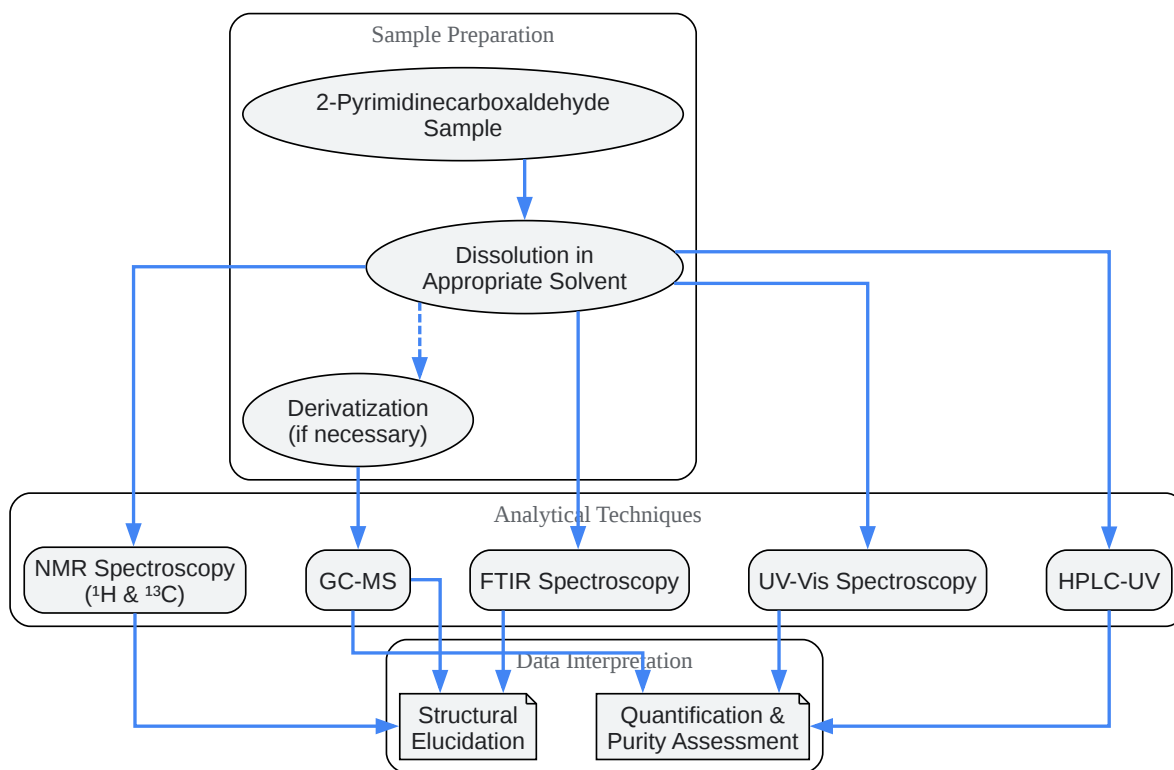 Sample Preparation
2-Pyrimidinecarboxaldehyde
Sample
Dissolution in
Appropriate Solvent
Derivatization
(if necessary)
Analytical Techniques
NMR Spectroscopy
(¹H & ¹³C)
GC-MS
FTIR Spectroscopy
UV-Vis Spectroscopy
HPLC-UV
Data Interpretation
Structural
Elucidation
Quantification &
Purity Assessment